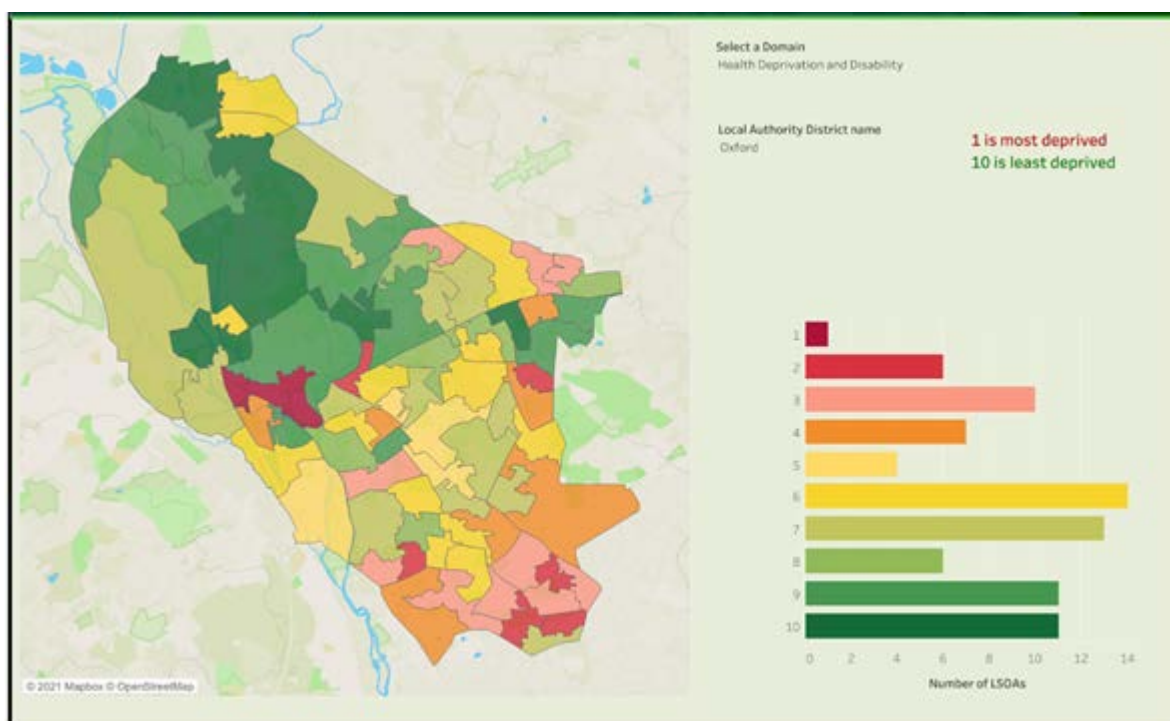 Select a Domain
Health Deprivation and Disability
Local Authority District name
Oxford
1 is most deprived
10 is least deprived
1
2
3
4
5
6
7
8
9
10
0 2 4 6 8 10 12 14
Number of LSOAs
© 2021 Mapbox © OpenStreetMap